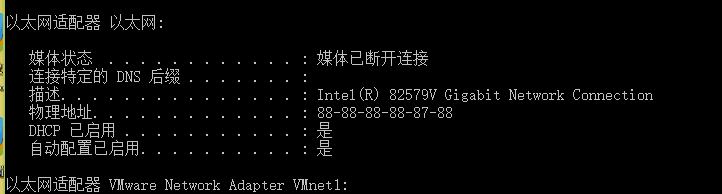 以太网适配器 以太网:
媒体状态 . . . . . . . . . . . . : 媒体已断开连接
连接特定的 DNS 后缀 . . . . . . . :
描述. . . . . . . . . . . . . . . : Intel(R) 82579V Gigabit Network Connection
物理地址. . . . . . . . . . . . . : 88-88-88-88-87-88
DHCP 已启用 . . . . . . . . . . . : 是
自动配置已启用. . . . . . . . . . : 是
以太网适配器 VMware Network Adapter VMnet1: